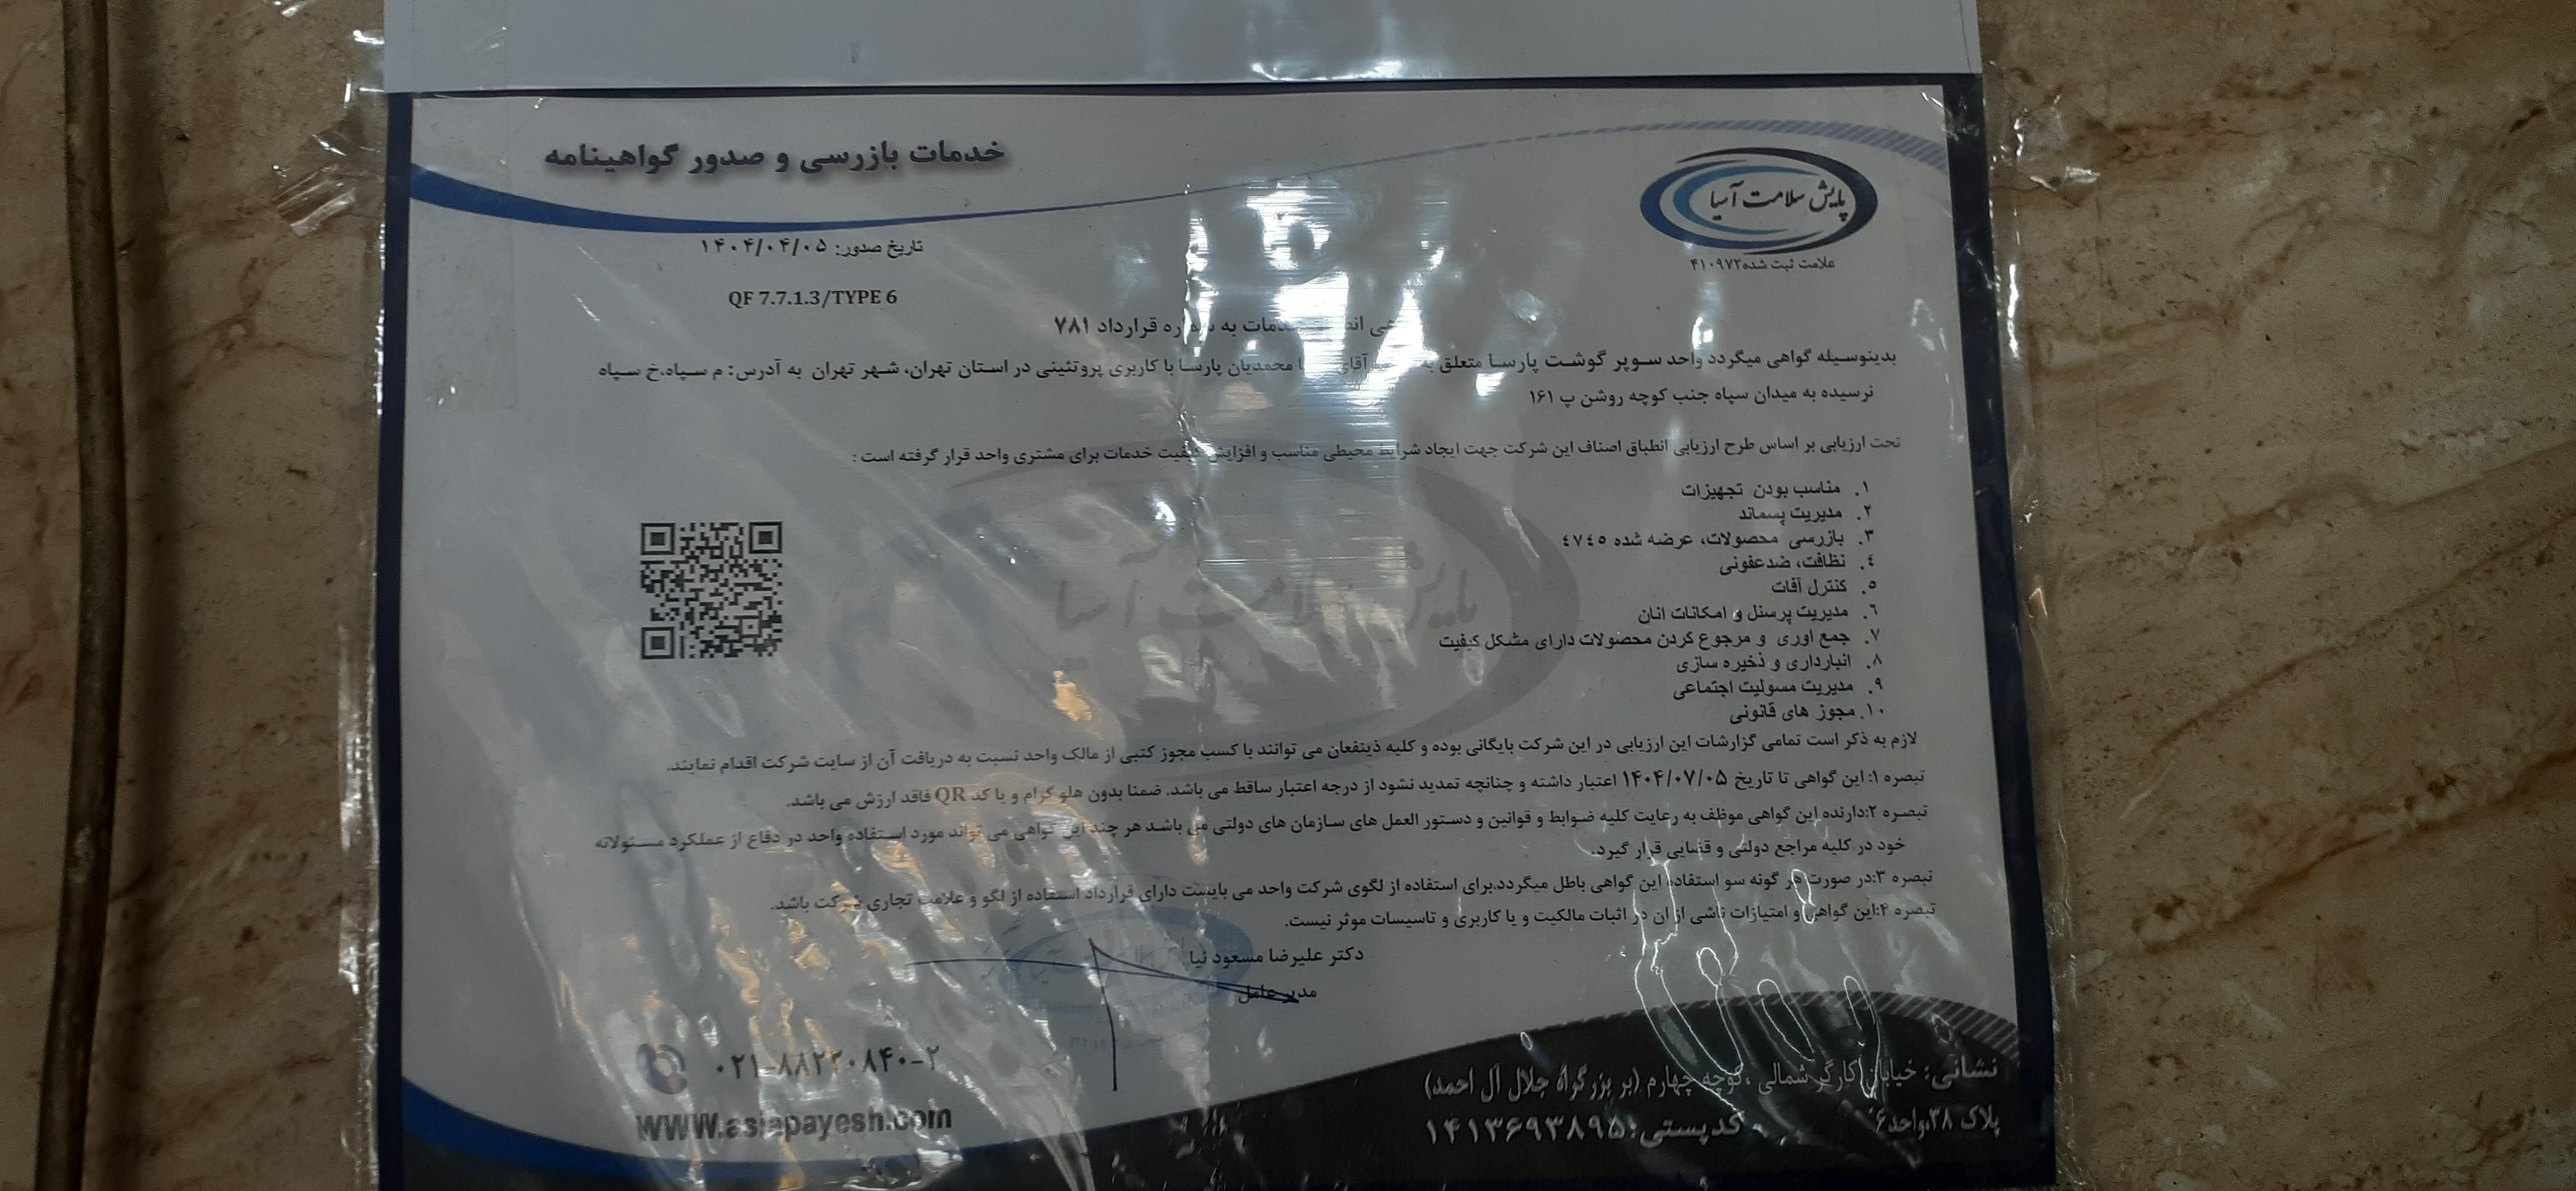 خدمات بازرسی و صدور گواهینامه
پایش سلامت آسیا
علامت ثبت شده ۴۱۰۹۷۲
تاریخ صدور: ۱۴۰۴/۰۴/۰۵
QF 7.7.1.3/TYPE 6
به قرارداد ۷۸۱
بدینوسیله گواهی میگردد واحد سوپر گوشت پارسا متعلق محمدیان پارسا با کاربری پروتئینی در استان تهران، شهر تهران به آدرس: م سپاه،خ سپاه
نرسیده به میدان سپاه جنب کوچه روشن پ ۱۶۱
تحت ارزیابی بر اساس طرح ارزیابی انطباق اصناف این شرکت جهت ایجاد شرایط محیطی مناسب و افزایش کیفیت خدمات برای مشتری واحد قرار گرفته است :
۱. مناسب بودن تجهیزات
۲. مدیریت پسماند
۳. بازرسی محصولات، عرضه شده ٤٧٤٥
٤. نظافت، ضدعفونی
۵. کنترل آفات
٦. مدیریت پرسنل و امکانات انان
۷. جمع اوری و مرجوع کردن محصولات دارای مشکل کیفیت
۸. انبارداری و ذخیره سازی
۹. مدیریت مسولیت اجتماعی
۱۰. مجوز های قانونی
لازم به ذکر است تمامی گزارشات این ارزیابی در این شرکت بایگانی بوده و کلیه ذینفعان می توانند با کسب مجوز کتبی از مالک واحد نسبت به دریافت آن از سایت شرکت اقدام نمایند.
تبصره ۱: این گواهی تا تاریخ ۱۴۰۴/۰۷/۰۵ اعتبار داشته و چنانچه تمدید نشود از درجه اعتبار ساقط می باشد. ضمنا بدون هلو گرام و یا کد QR فاقد ارزش می باشد.
تبصره ۲:دارنده این گواهی موظف به رعایت کلیه ضوابط و قوانین و دستور العمل های سازمان های دولتی می باشد هر چند این گواهی می تواند مورد استفاده واحد در دفاع از عملکرد مسئولانه
خود در کلیه مراجع دولتی و قضایی قرار گیرد.
تبصره ۳:در صورت هر گونه سو استفاده این گواهی باطل میگردد.برای استفاده از لگوی شرکت واحد می بایست دارای قرارداد استفاده از لگو و علامت تجاری شرکت باشد.
تبصره ۴:این گواهی و امتیازات ناشی از ان در اثبات مالکیت و یا کاربری و تاسیسات موثر نیست.
دکتر علیرضا مسعود نیا
مدیر عامل
۰۲۱-۸۸۲۲۰۸۴۰-۲
www.asiapayesh.com
نشانی: خیابان کارگر شمالی ،کوچه چهارم (بر بزرگراه جلال آل احمد)
پلاک ۳۸،واحد۶ کدپستی:۱۴۱۳۶۹۳۸۹۵